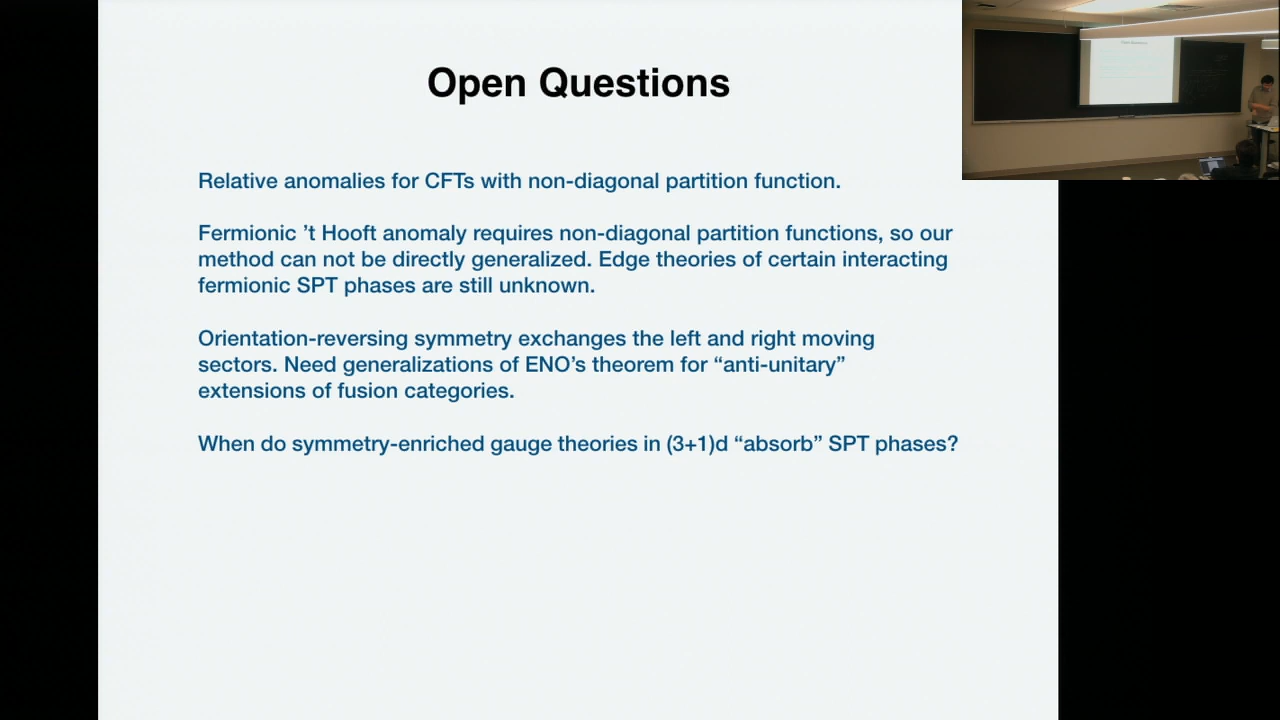 Open Questions
Relative anomalies for CFTs with non-diagonal partition function.
Fermionic ’t Hooft anomaly requires non-diagonal partition functions, so our
method can not be directly generalized. Edge theories of certain interacting
fermionic SPT phases are still unknown.
Orientation-reversing symmetry exchanges the left and right moving
sectors. Need generalizations of ENO’s theorem for “anti-unitary”
extensions of fusion categories.
When do symmetry-enriched gauge theories in (3+1)d “absorb” SPT phases?